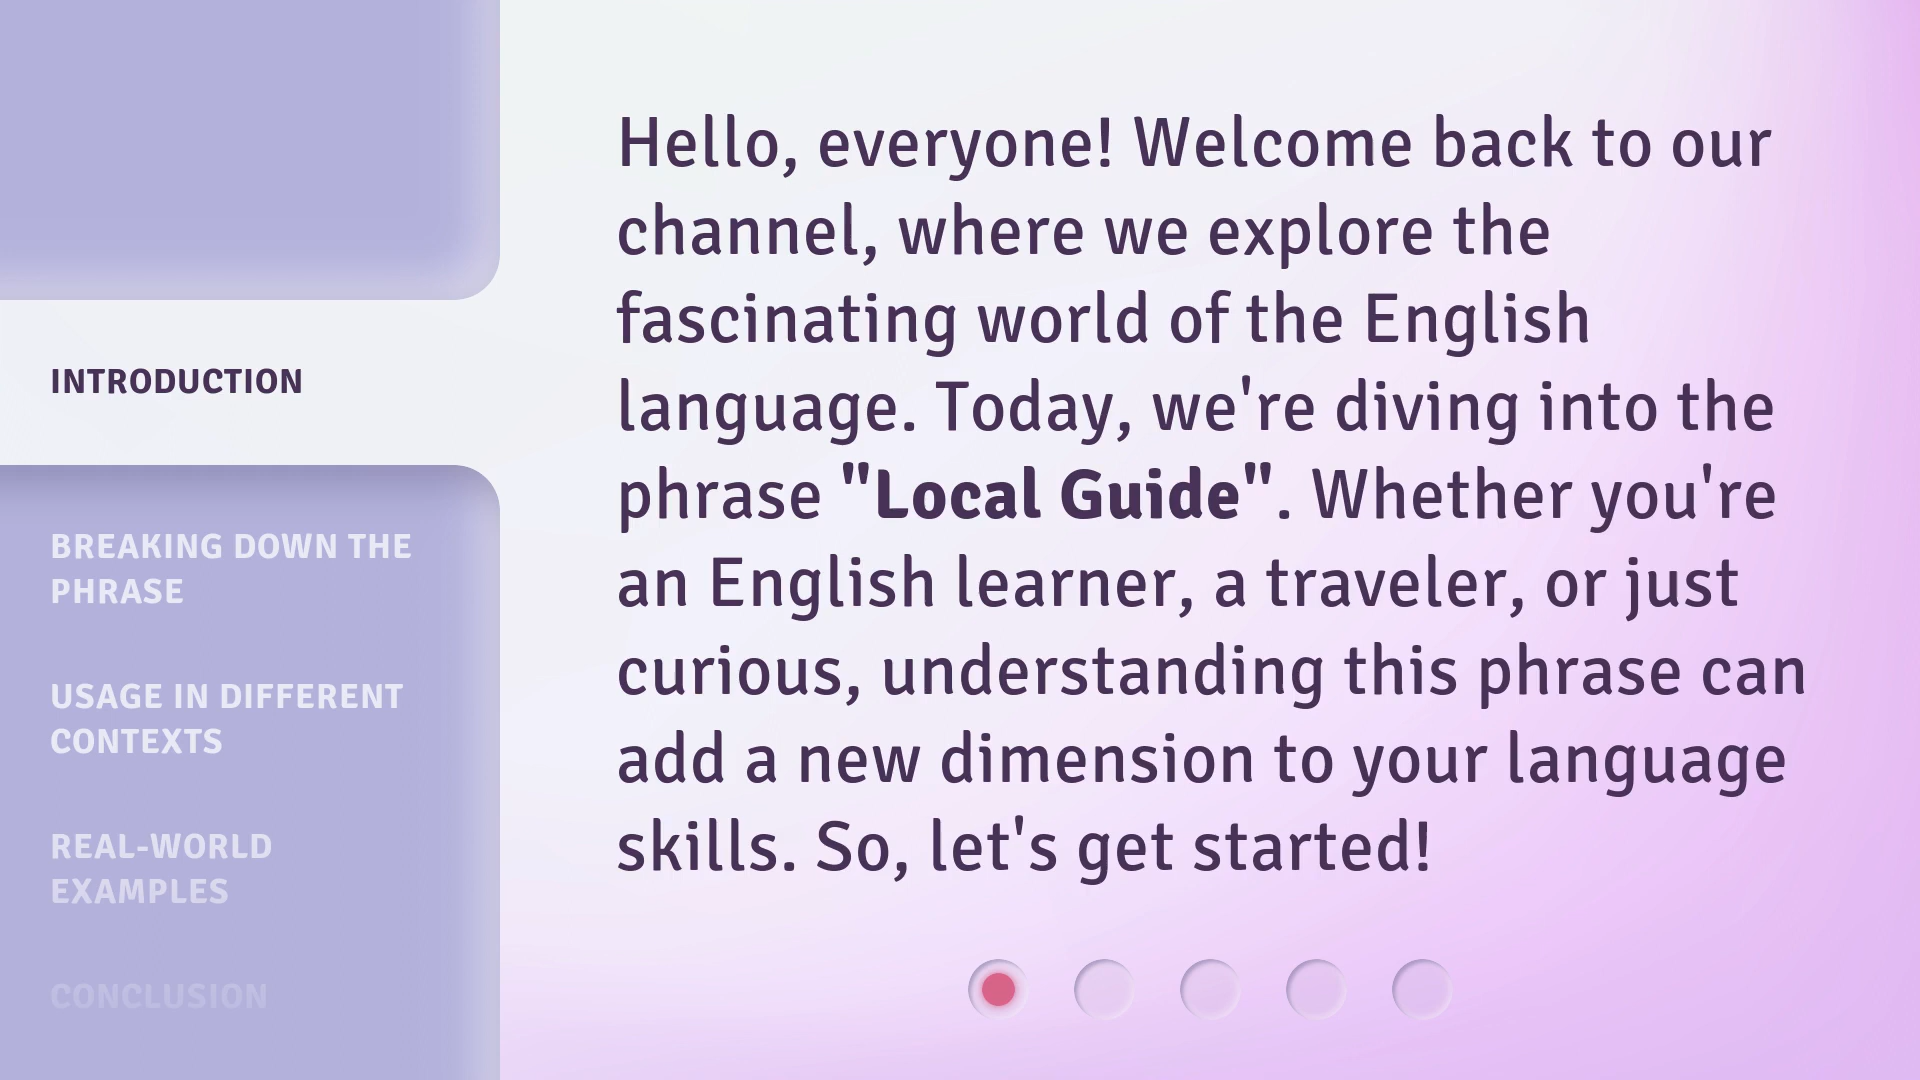 INTRODUCTION
BREAKING DOWN THE
PHRASE
USAGE IN DIFFERENT
CONTEXTS
REAL-WORLD
EXAMPLES
CONCLUSION
Hello, everyone! Welcome back to our
channel, where we explore the
fascinating world of the English
language. Today, we're diving into the
phrase "Local Guide". Whether you're
an English learner, a traveler, or just
curious, understanding this phrase can
add a new dimension to your language
skills. So, let's get started!